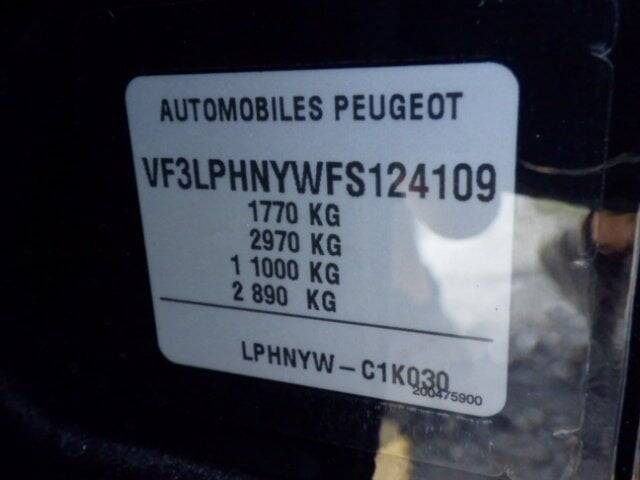 AUTOMOBILES PEUGEOT
VF3LPHNYWFS124109
1770 KG
2970 KG
1 1000 KG
2 890 KG
LPHNYW-C1K030
200475900